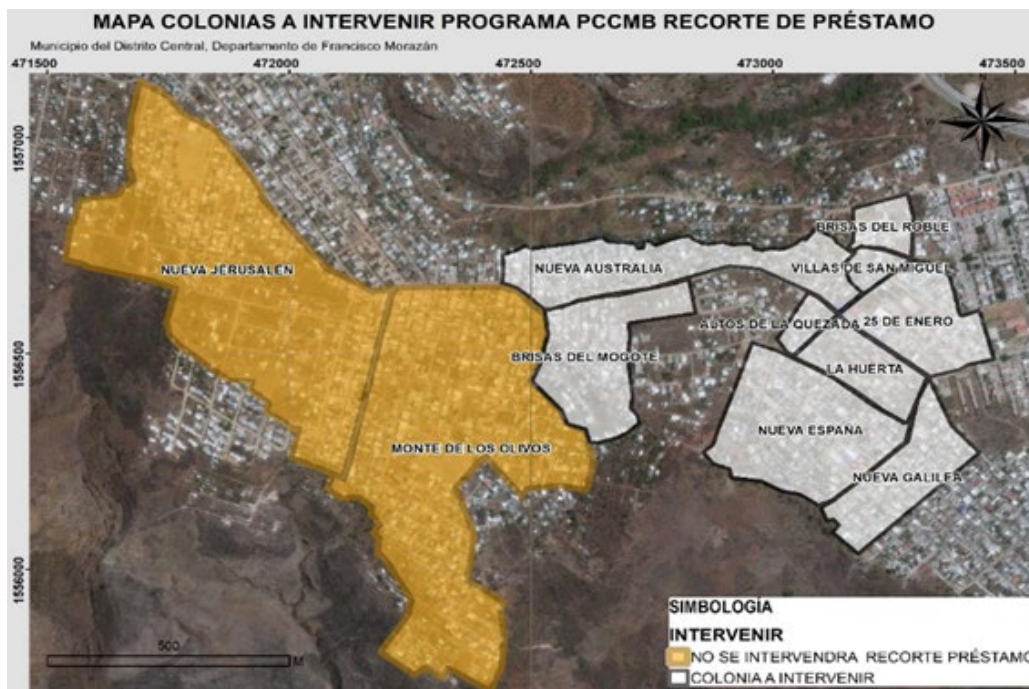 MAPA COLONIAS A INTERVENIR PROGRAMA PCCMB RECORTE DE PRÉSTAMO
Municipio del Distrito Central, Departamento de Francisco Morazán
471500 472000 472500 473000 473500
N
W
1557000
1556500
1556000
BRISAS DEL ROBLE
NUEVA JERUSALEN
NUEVA AUSTRALIA
VILLAS DE SAN MIGUEL
ALTOS DE LA QUEZADA
25 DE ENERO
BRISAS DEL MOGOTE
LA HUERTA
NUEVA ESPAÑA
MONTE DE LOS OLIVOS
NUEVA GALILEA
SIMBOLOGÍA
INTERVENIR
NO SE INTERVENDRA RECORTE PRÉSTAMO
COLONIA A INTERVENIR
500
M